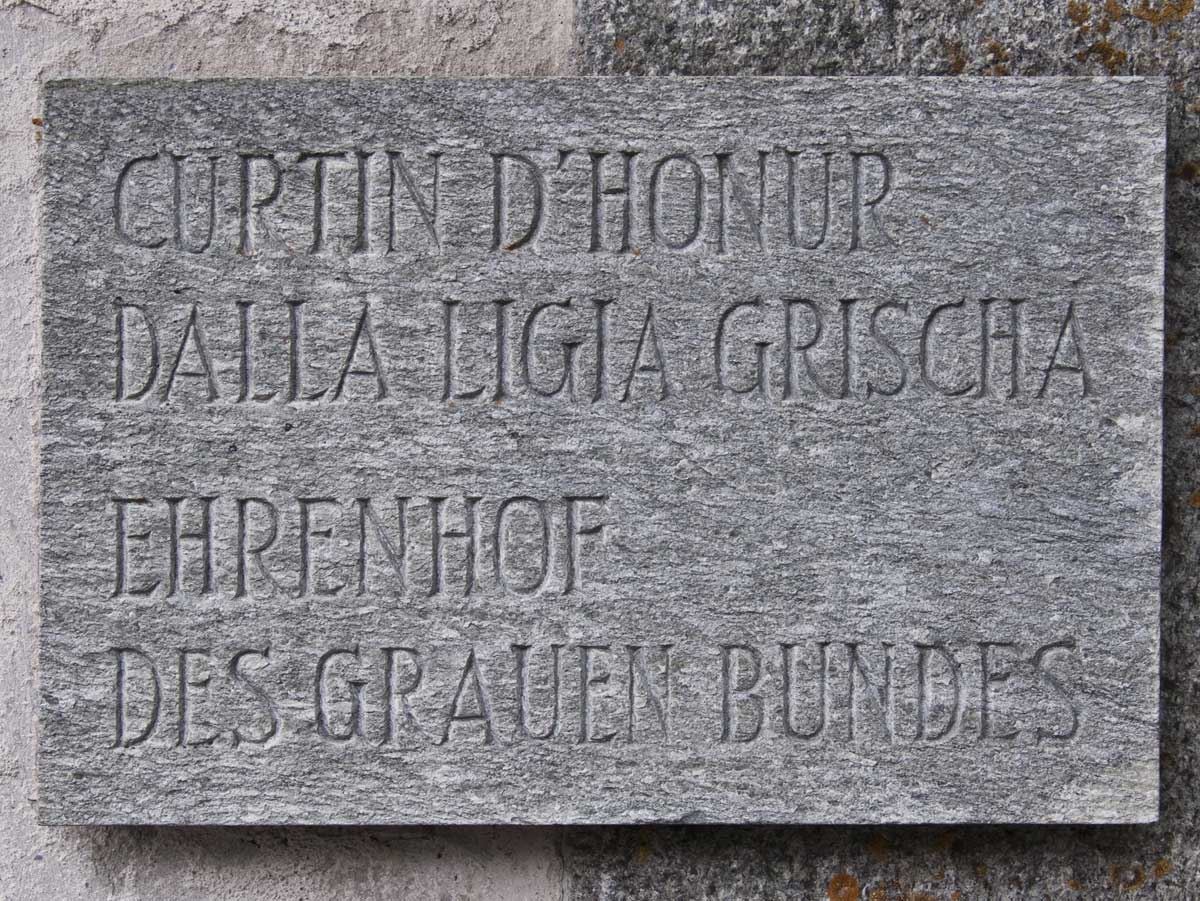 CURTIN D'HONUR
DALLA LIGIA GRISCHA
EHRENHOF
DES GRAUEN BUNDES